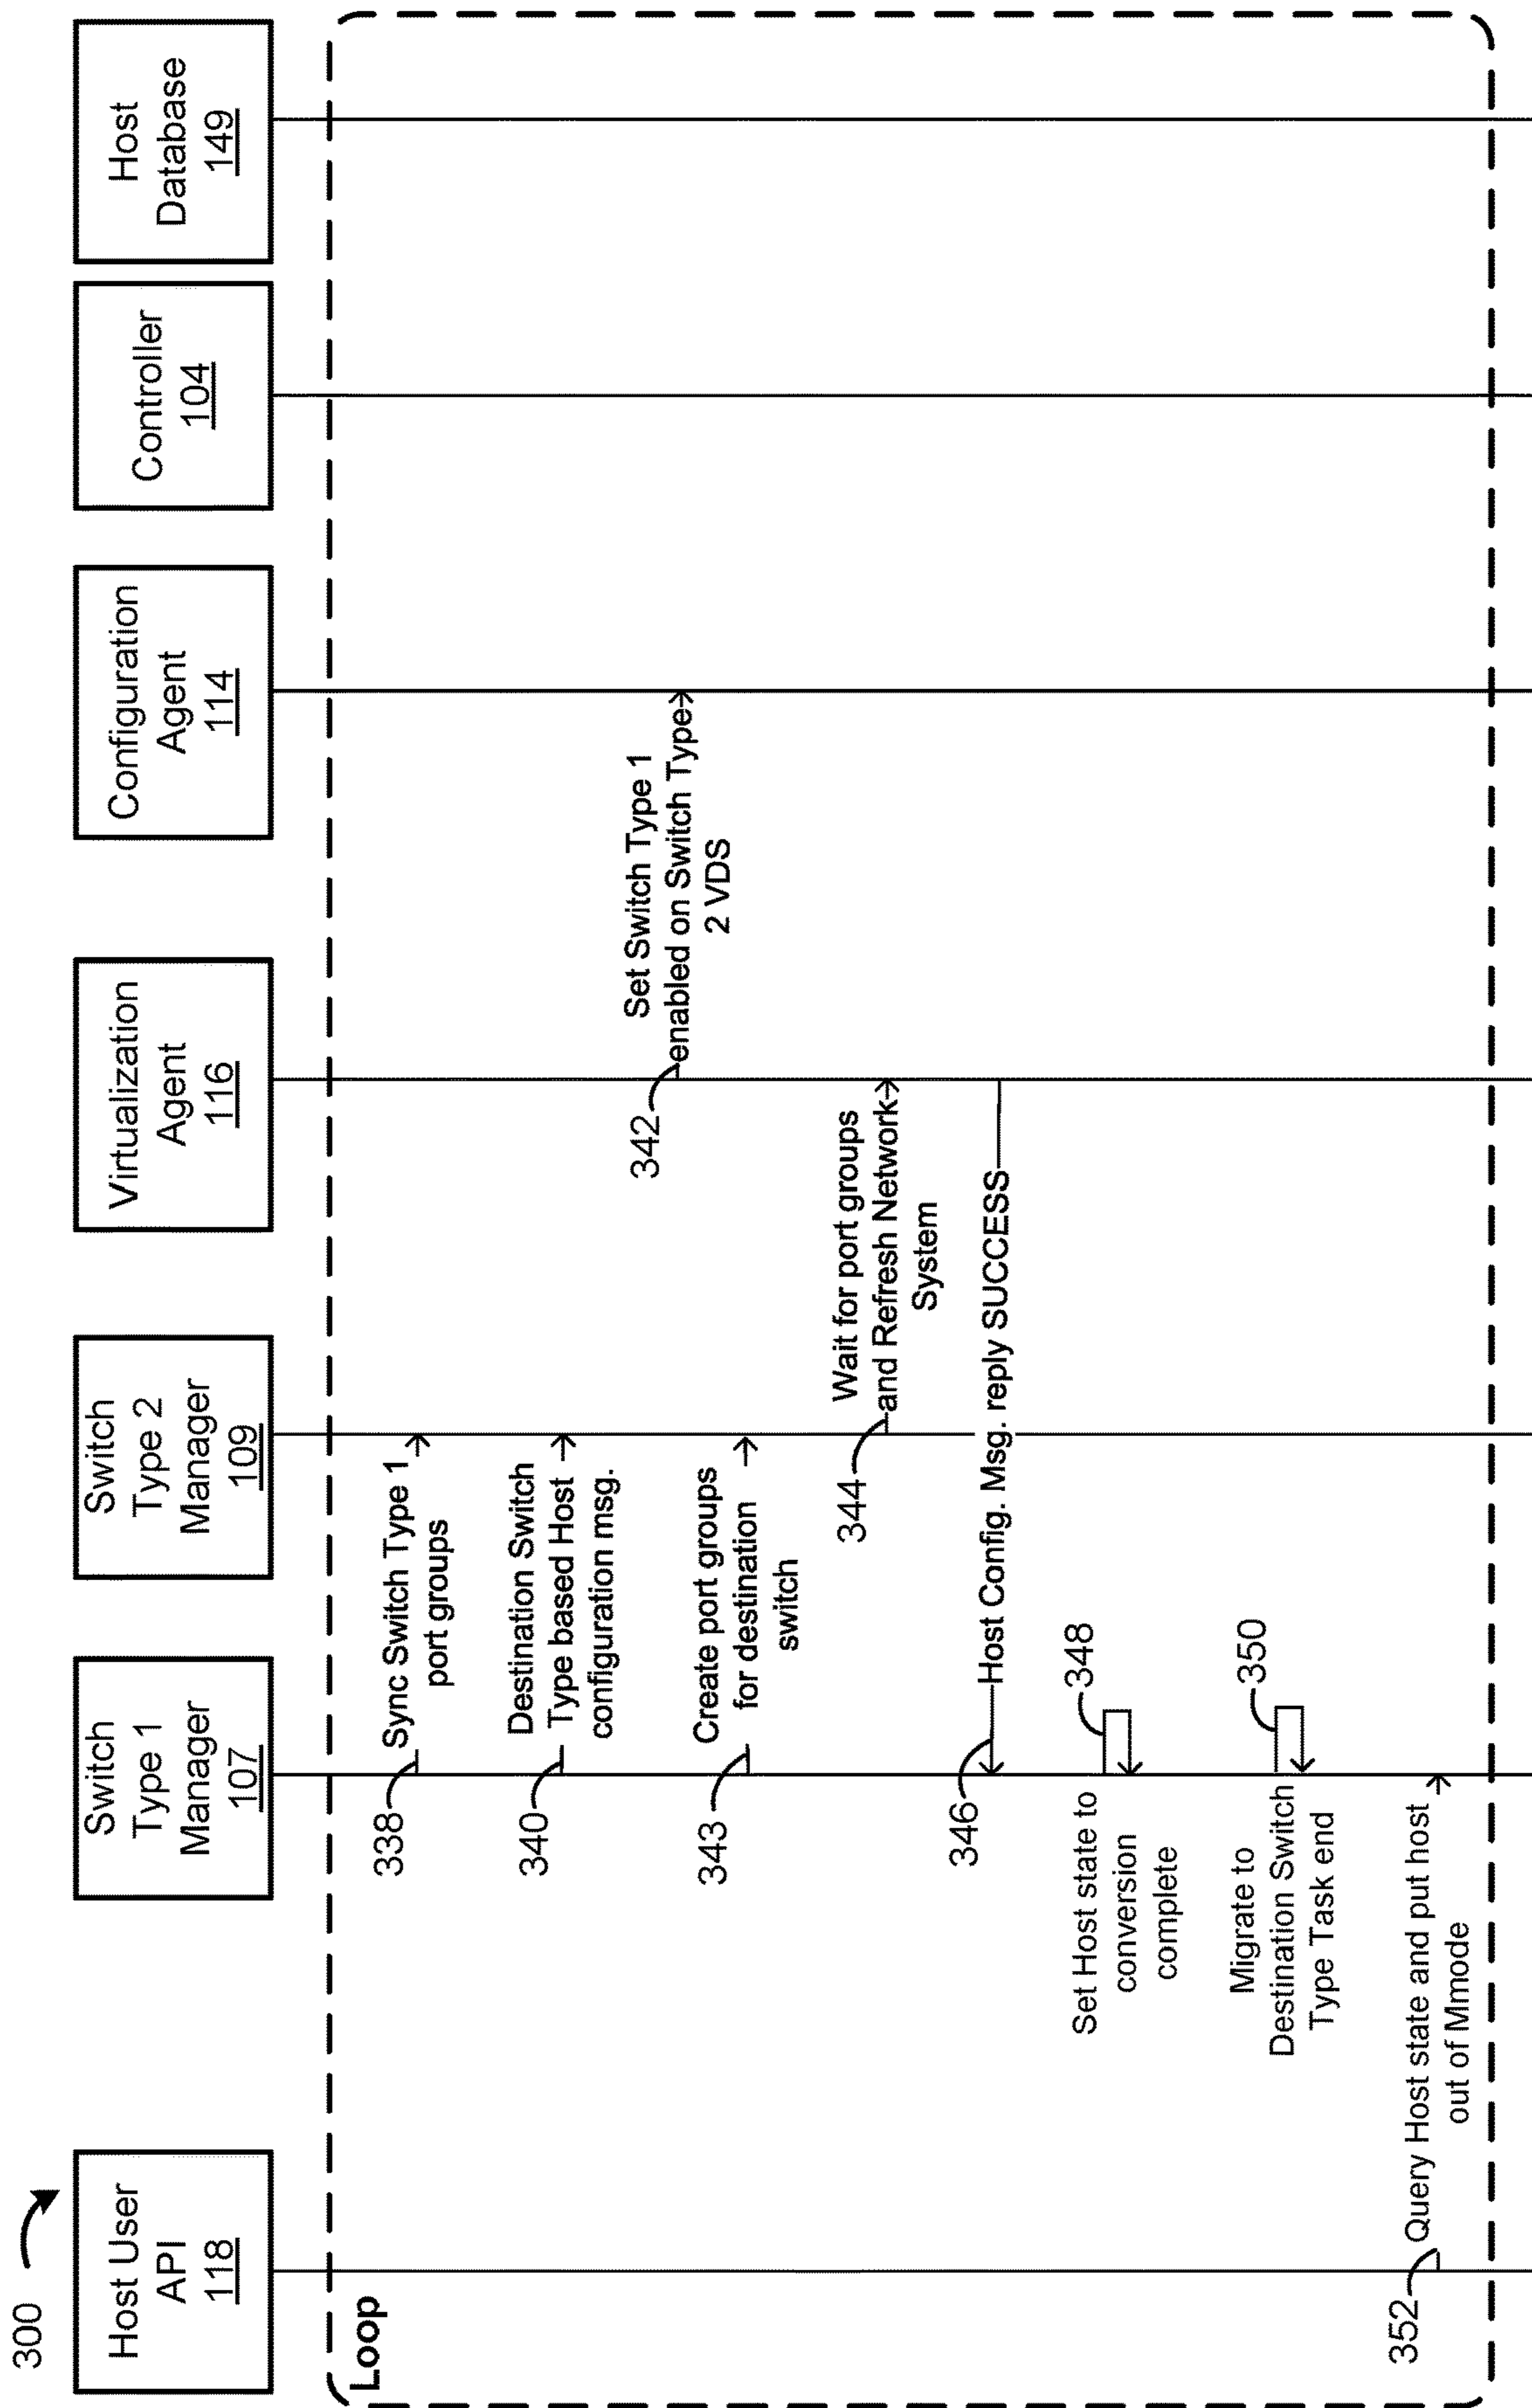 300
Host User
API
118
Switch
Type 1
Manager
107
Switch
Type 2
Manager
109
Virtualization
Agent
116
Configuration
Agent
114
Controller
104
Host
Database
149
Loop
338
Sync Switch Type 1
port groups
340
Destination Switch
Type based Host
configuration msg.
342
Set Switch Type 1
enabled on Switch Type
2 VDS
343
Create port groups
for destination
switch
344
Wait for port groups
and Refresh Network
System
346
Host Config. Msg. reply SUCCESS
348
Set Host state to
conversion
complete
350
Migrate to
Destination Switch
Type Task end
352
Query Host state and put host
out of Mmode